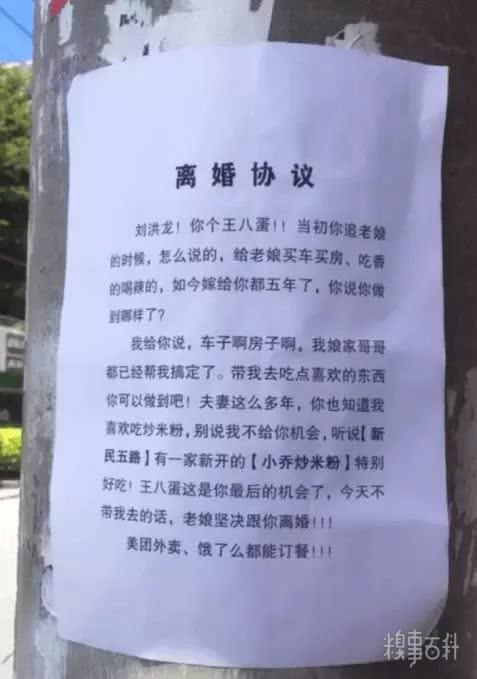 离婚协议
刘洪龙！你个王八蛋！！当初你追老娘
的时候，怎么说的，给老娘买车买房、吃香
的喝辣的，如今嫁给你都五年了，你说你做
到哪样了？
我给你说，车子啊房子啊，我娘家哥哥
都已经帮我搞定了。带我去吃点喜欢的东西
你可以做到吧！夫妻这么多年，你也知道我
喜欢吃炒米粉，别说我不给你机会，听说【新
民五路】有一家新开的【小乔炒米粉】特别
好吃！王八蛋这是你最后的机会了，今天不
带我去的话，老娘坚决跟你离婚！！！
美团外卖、饿了么都能订餐！！！
糗事百科